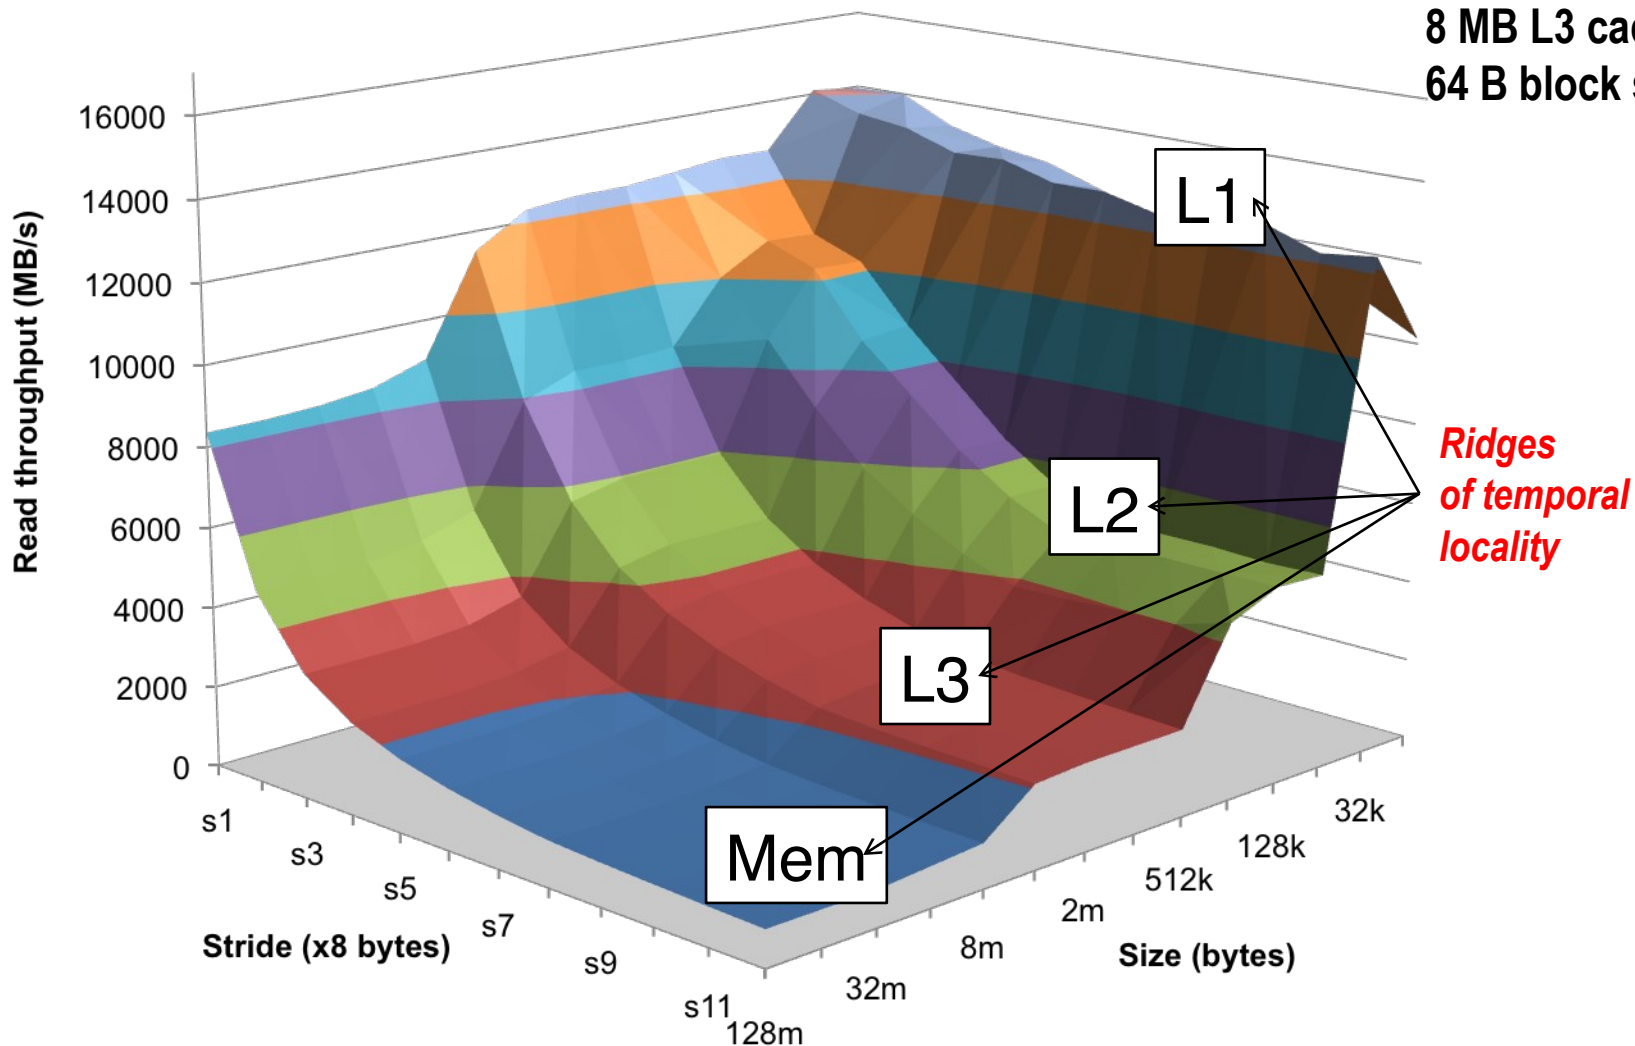 8 MB L3
64 B block
16000
14000
12000
10000
8000
6000
4000
2000
0
Read throughput (MB/s)
L1
L2
L3
Mem
Ridges
of temporal
locality
s1
s3
s5
s7
s9
s11
Stride (x8 bytes)
128m
32m
8m
2m
512k
128k
32k
Size (bytes)